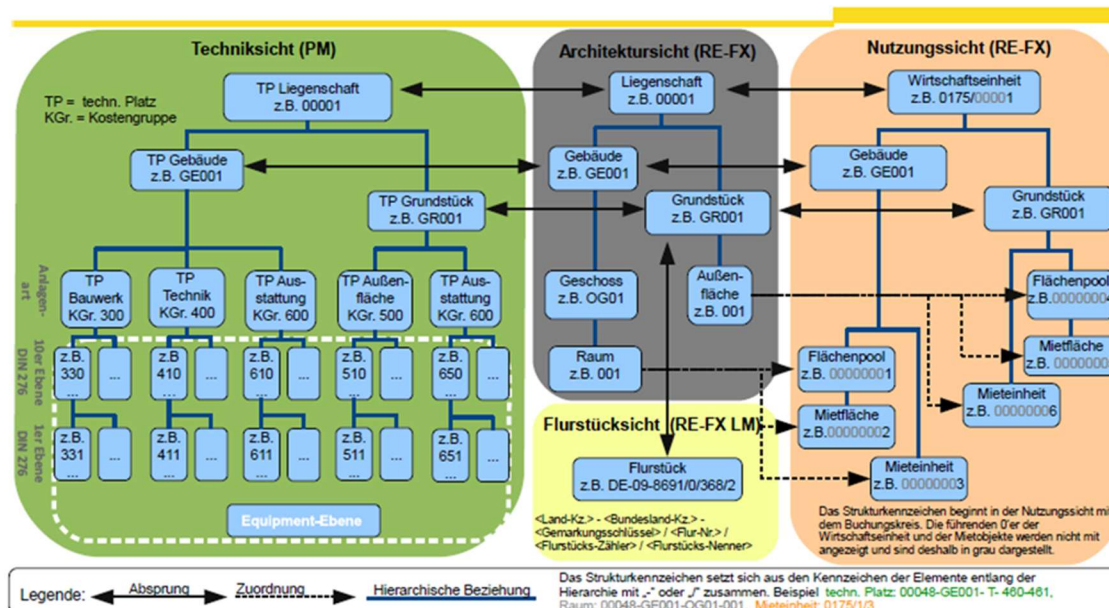 Techniksicht (PM)
TP = techn. Platz
KGr. = Kostengruppe
TP Liegenschaft
z.B. 00001
TP Gebäude
z.B. GE001
TP Grundstück
z.B. GR001
Anlagen-
art
TP
Bauwerk
KGr. 300
TP
Technik
KGr. 400
TP Aus-
stattung
KGr. 600
TP Außen-
fläche
KGr. 500
TP Aus-
stattung
KGr. 600
10er Ebene
DIN 276
z.B.
330
...
z.B
410
...
z.B.
610
...
z.B.
510
...
z.B.
650
...
1er Ebene
DIN 276
z.B.
331
...
...
z.B.
411
...
...
z.B.
611
...
...
z.B.
511
...
...
z.B.
651
...
...
Equipment-Ebene
Architektursicht (RE-FX)
Liegenschaft
z.B. 00001
Gebäude
z.B. GE001
Grundstück
z.B. GR001
Geschoss
z.B. OG01
Außen-
fläche
z.B. 001
Raum
z.B. 001
Flurstücksicht (RE-FX LM)
Flurstück
z.B. DE-09-8691/0/368/2
<Land-Kz.> - <Bundesland-Kz.> -
<Gemarkungsschlüssel> / <Flur-Nr.> /
<Flurstücks-Zähler> / <Flurstücks-Nenner>
Nutzungssicht (RE-FX)
Wirtschaftseinheit
z.B. 0175/00001
Gebäude
z.B. GE001
Grundstück
z.B. GR001
Flächenpool
Mietfläche
Mieteinheit
z.B. 00000006
Flächenpool
z.B. 00000001
Mietfläche
z.B.00000002
Mieteinheit
z.B. 00000003
Das Strukturkennzeichen beginnt in der Nutzungssicht mit
dem Buchungskreis. Die führenden 0'er der
Wirtschaftseinheit und der Mietobjekte werden nicht mit
angezeigt und sind deshalb in grau dargestellt.
Legende:
Absprung
Zuordnung
Hierarchische Beziehung
Das Strukturkennzeichen setzt sich aus den Kennzeichen der Elemente entlang der
Hierarchie mit „-“ oder „/“ zusammen. Beispiel techn. Platz: 00048-GE001- T- 460-461,
Raum: 00048-GE001-OG01-001, Mieteinheit: 0175/1/3